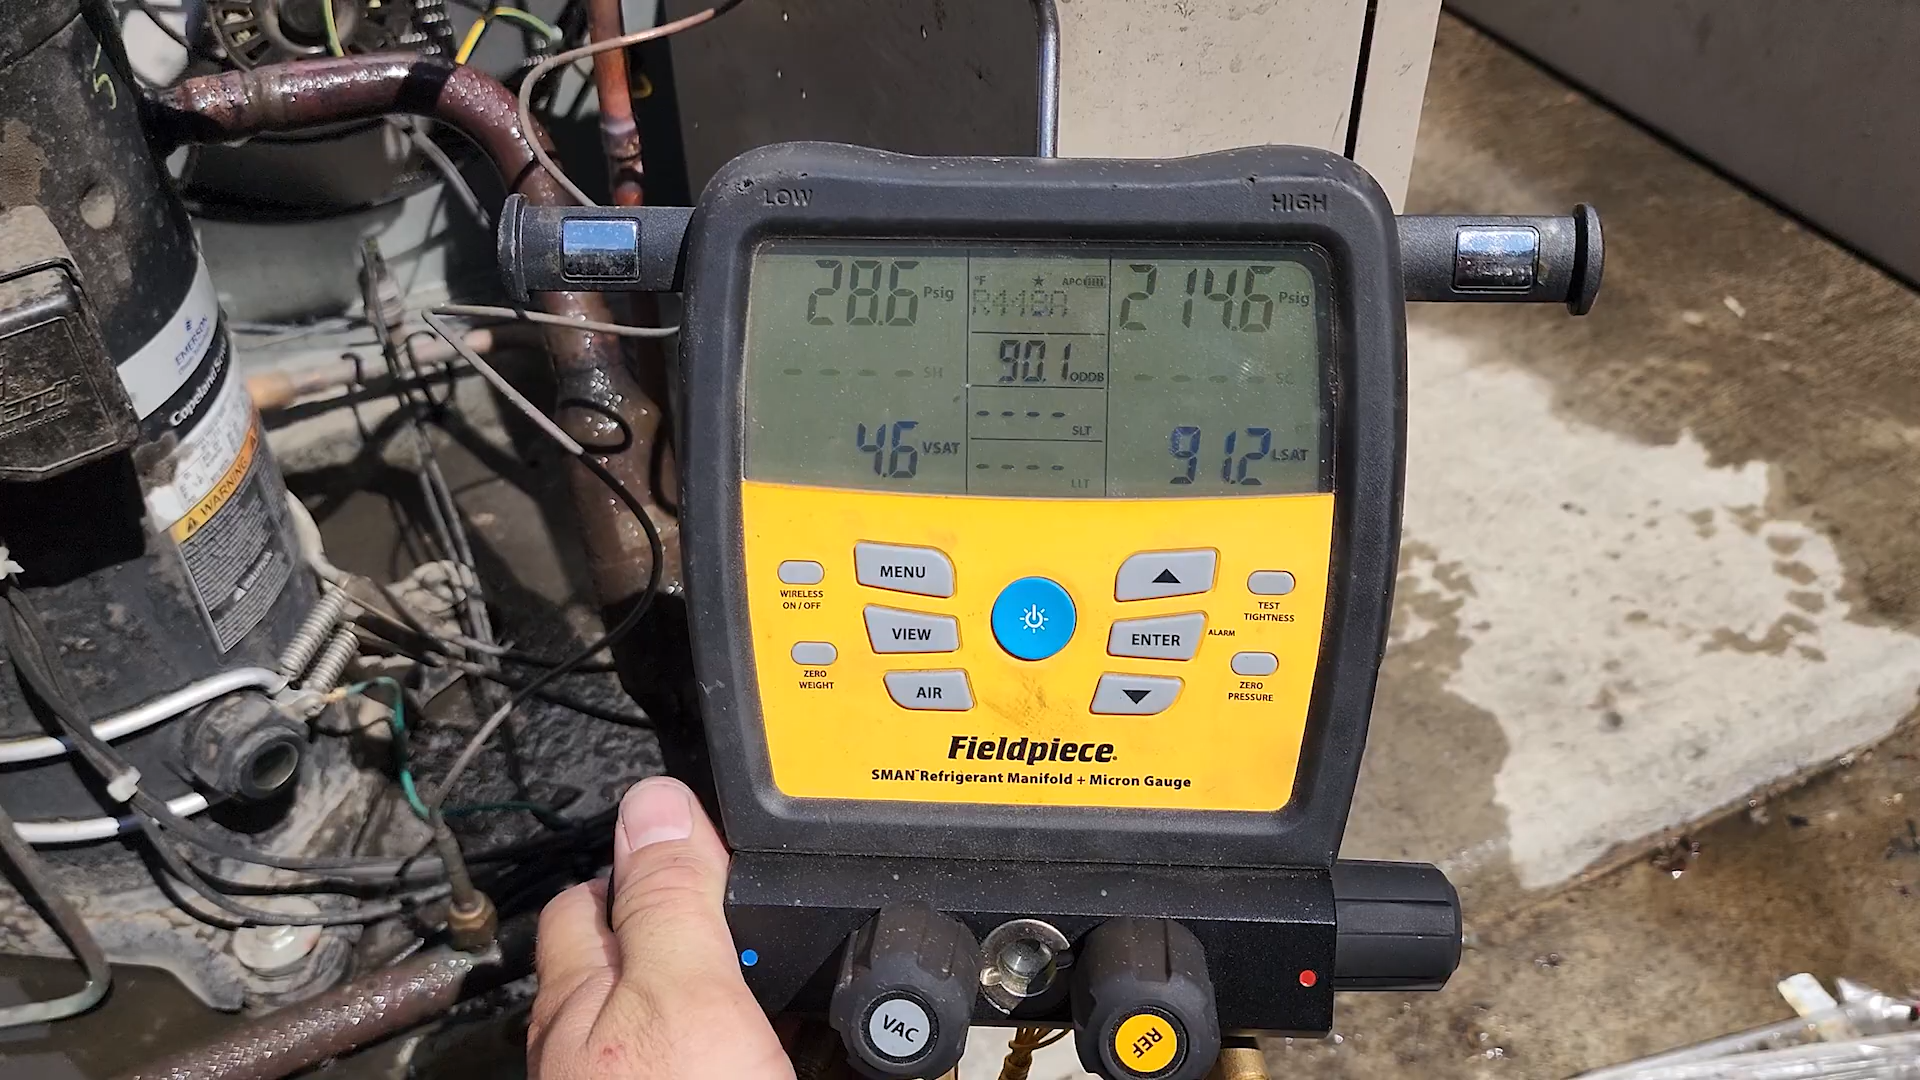 LOW
HIGH
28.6 Psig
°F
APO
R448A
214.6 Psig
---- SH
90.1 ODDB
---- SC
---- SLT
4.6 VSAT
---- LLT
91.2 LSAT
MENU
WIRELESS
ON / OFF
VIEW
ZERO
WEIGHT
AIR
TEST
TIGHTNESS
ENTER
ALARM
ZERO
PRESSURE
Fieldpiece
SMAN™ Refrigerant Manifold + Micron Gauge
VAC
REF
EMERSON
Copeland
WARNING